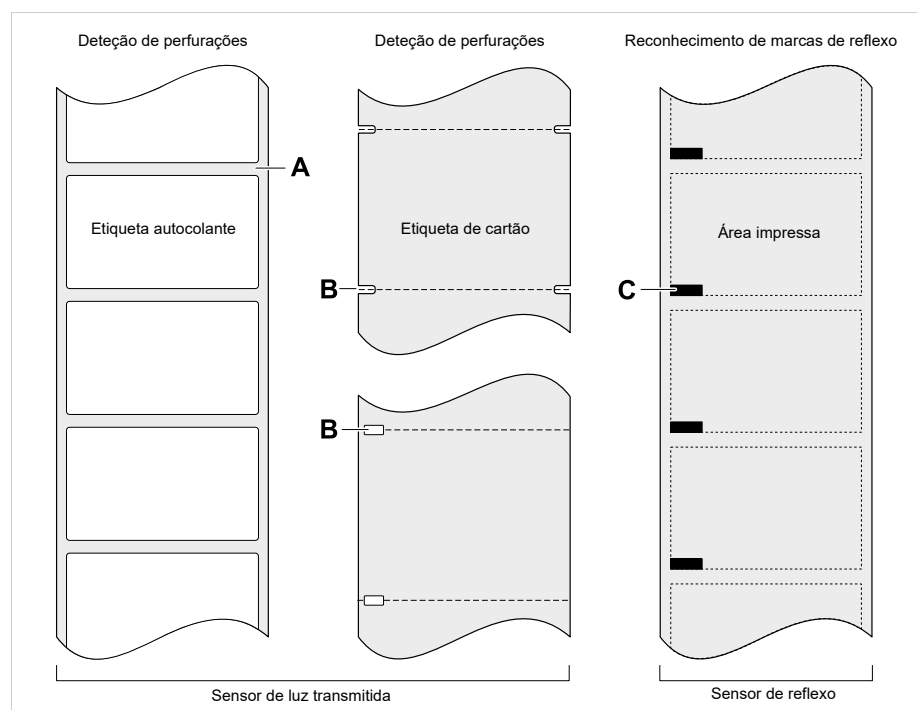 Deteção de perfurações
Deteção de perfurações
Reconhecimento de marcas de reflexo
A
Etiqueta autocolante
Etiqueta de cartão
Área impressa
B
C
B
Sensor de luz transmitida
Sensor de reflexo